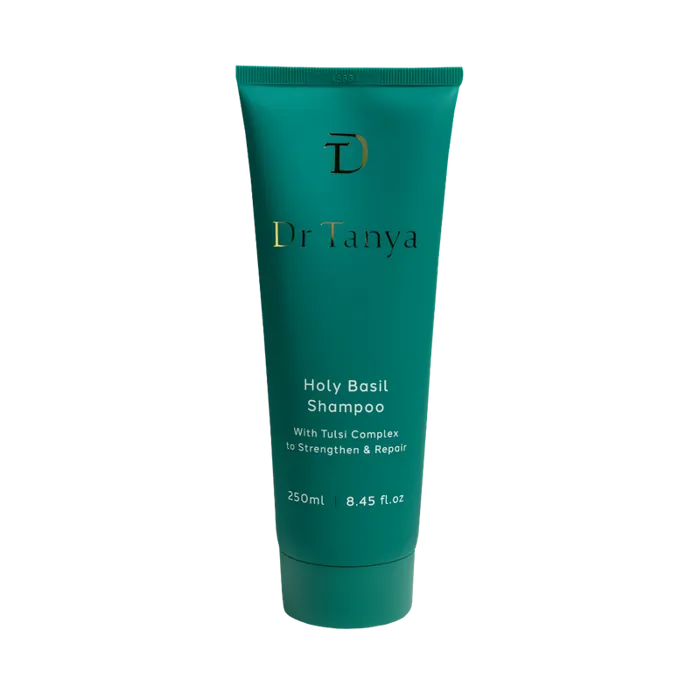 TD
Dr Tanya
Holy Basil
Shampoo
With Tulsi Complex
to Strengthen & Repair
250ml | 8.45 fl.oz